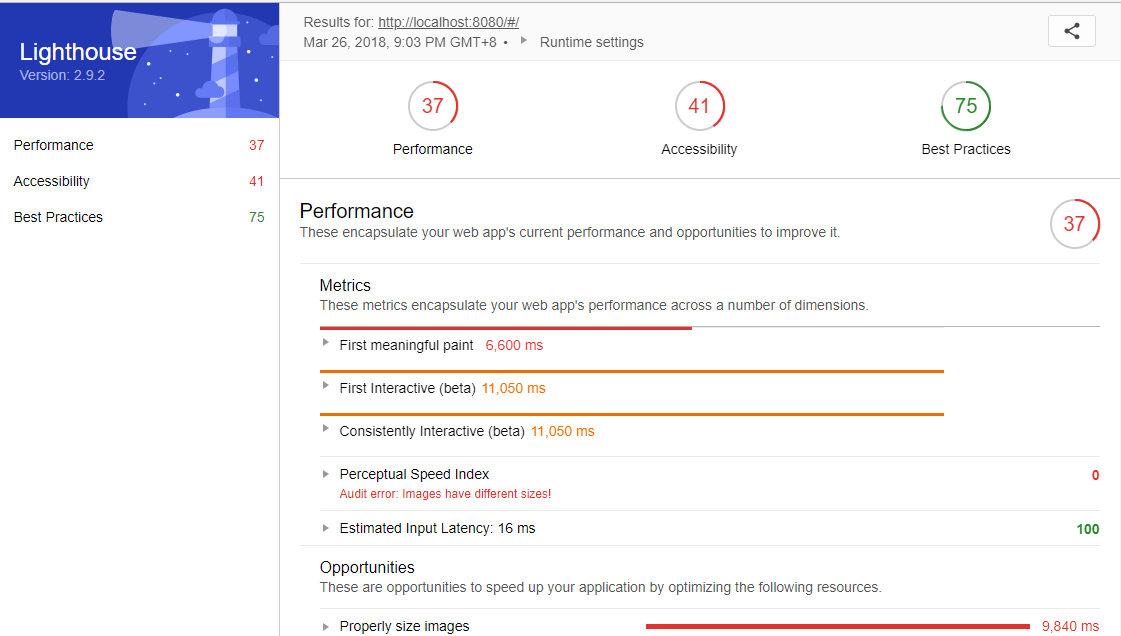 Lighthouse
Version: 2.9.2
Performance 37
Accessibility 41
Best Practices 75
Results for: http://localhost:8080/#/
Mar 26, 2018, 9:03 PM GMT+8 • Runtime settings
37 41 75
Performance Accessibility Best Practices
Performance
These encapsulate your web app's current performance and opportunities to improve it.
37
Metrics
These metrics encapsulate your web app's performance across a number of dimensions.
First meaningful paint 6,600 ms
First Interactive (beta) 11,050 ms
Consistently Interactive (beta) 11,050 ms
Perceptual Speed Index 0
Audit error: Images have different sizes!
Estimated Input Latency: 16 ms 100
Opportunities
These are opportunities to speed up your application by optimizing the following resources.
Properly size images 9,840 ms